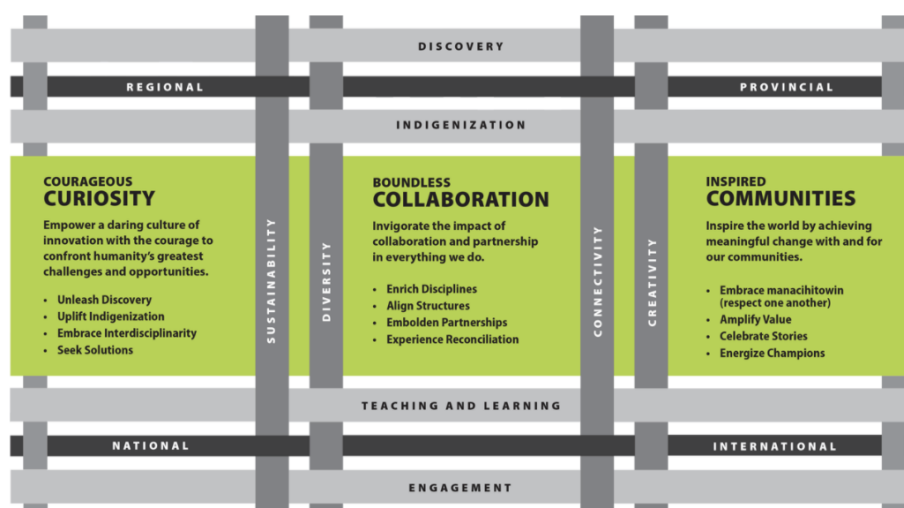 DISCOVERY
REGIONAL
PROVINCIAL
INDIGENIZATION
COURAGEOUS
CURIOSITY
Empower a daring culture of
innovation with the courage to
confront humanity's greatest
challenges and opportunities.
• Unleash Discovery
• Uplift Indigenization
• Embrace Interdisciplinarity
• Seek Solutions
SUSTAINABILITY
DIVERSITY
BOUNDLESS
COLLABORATION
Invigorate the impact of
collaboration and partnership
in everything we do.
• Enrich Disciplines
• Align Structures
• Embolden Partnerships
• Experience Reconciliation
CONNECTIVITY
CREATIVITY
INSPIRED
COMMUNITIES
Inspire the world by achieving
meaningful change with and for
our communities.
• Embrace manacihitowin
(respect one another)
• Amplify Value
• Celebrate Stories
• Energize Champions
TEACHING AND LEARNING
NATIONAL
INTERNATIONAL
ENGAGEMENT